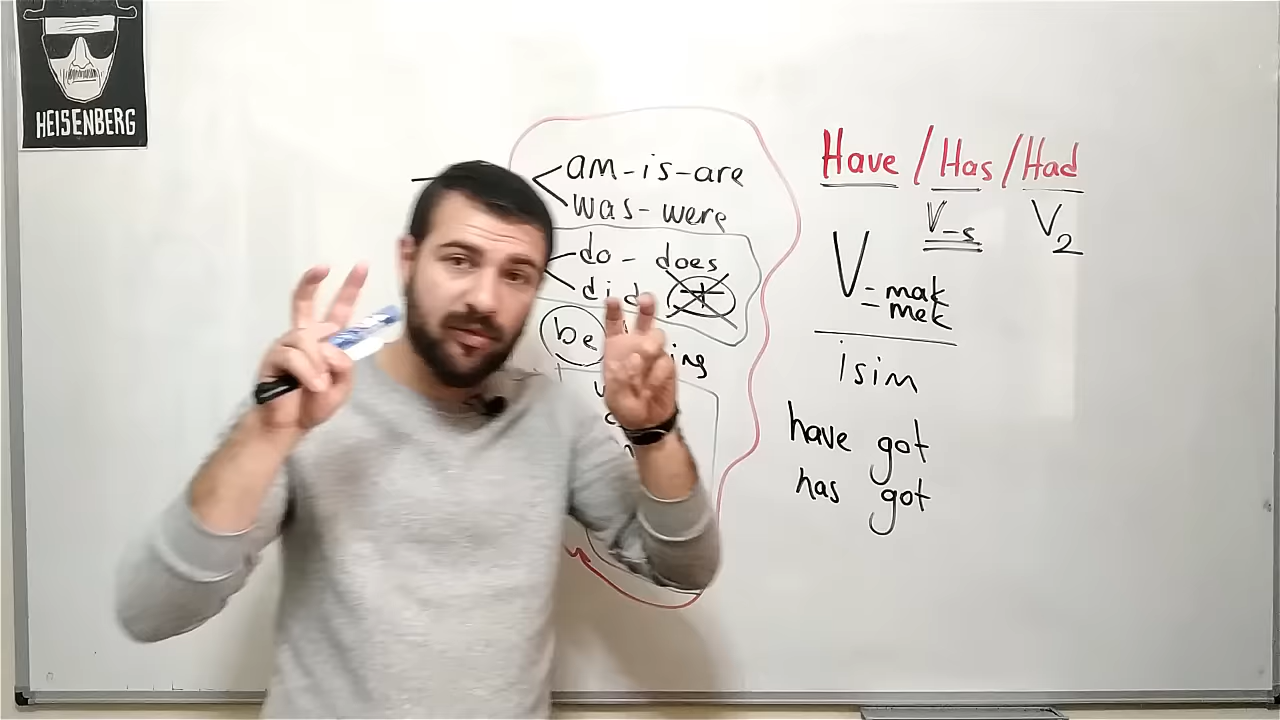 HEISENBERG
am-is-are
was-were
do - does
did +
be ing
Have / Has / Had
V-s V2
V-mak
-mek
isim
have got
has got